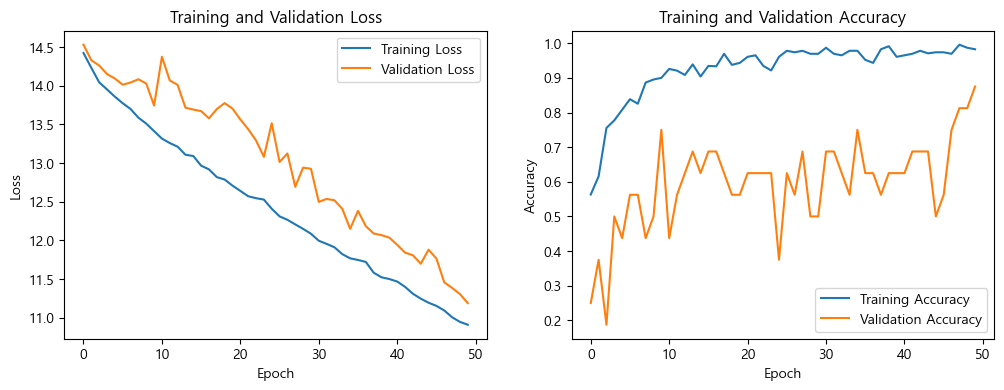 Training and Validation Loss
14.5
14.0
13.5
13.0
12.5
12.0
11.5
11.0
Loss
Training Loss
Validation Loss
0
10
20
30
40
50
Epoch
Training and Validation Accuracy
1.0
0.9
0.8
0.7
0.6
0.5
0.4
0.3
0.2
Accuracy
Training Accuracy
Validation Accuracy
0
10
20
30
40
50
Epoch